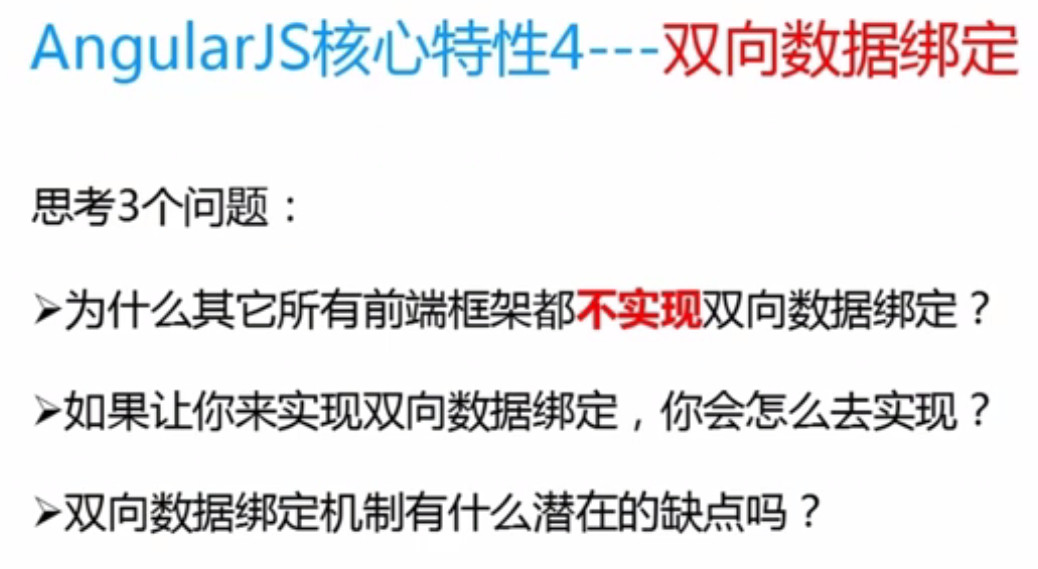 AngularJS核心特性4---双向数据绑定
思考3个问题：
➢为什么其它所有前端框架都不实现双向数据绑定？
➢如果让你来实现双向数据绑定，你会怎么去实现？
➢双向数据绑定机制有什么潜在的缺点吗？